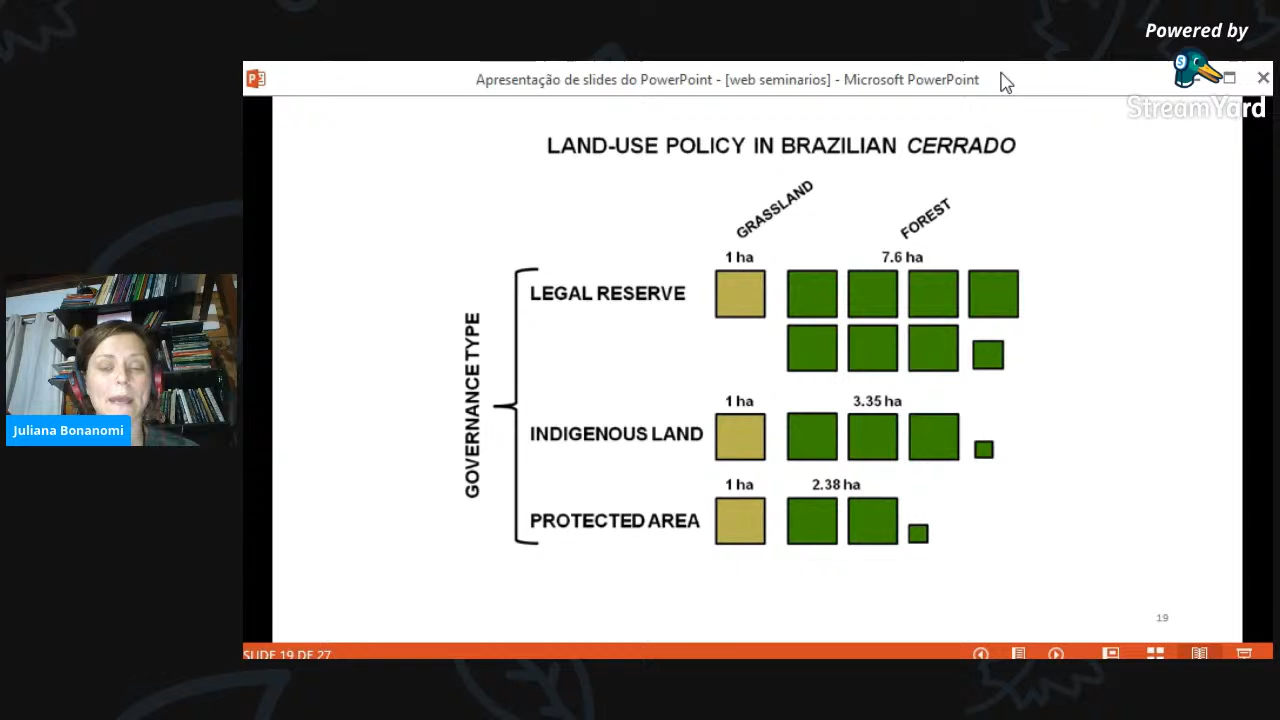 Powered by
StreamYard
Apresentação de slides do PowerPoint - [web seminarios] - Microsoft PowerPoint
LAND-USE POLICY IN BRAZILIAN CERRADO
GRASSLAND
FOREST
1 ha
7.6 ha
LEGAL RESERVE
GOVERNANCE TYPE
1 ha
3.35 ha
INDIGENOUS LAND
1 ha
2.38 ha
PROTECTED AREA
Juliana Bonanomi
19
SLIDE 19 DE 27